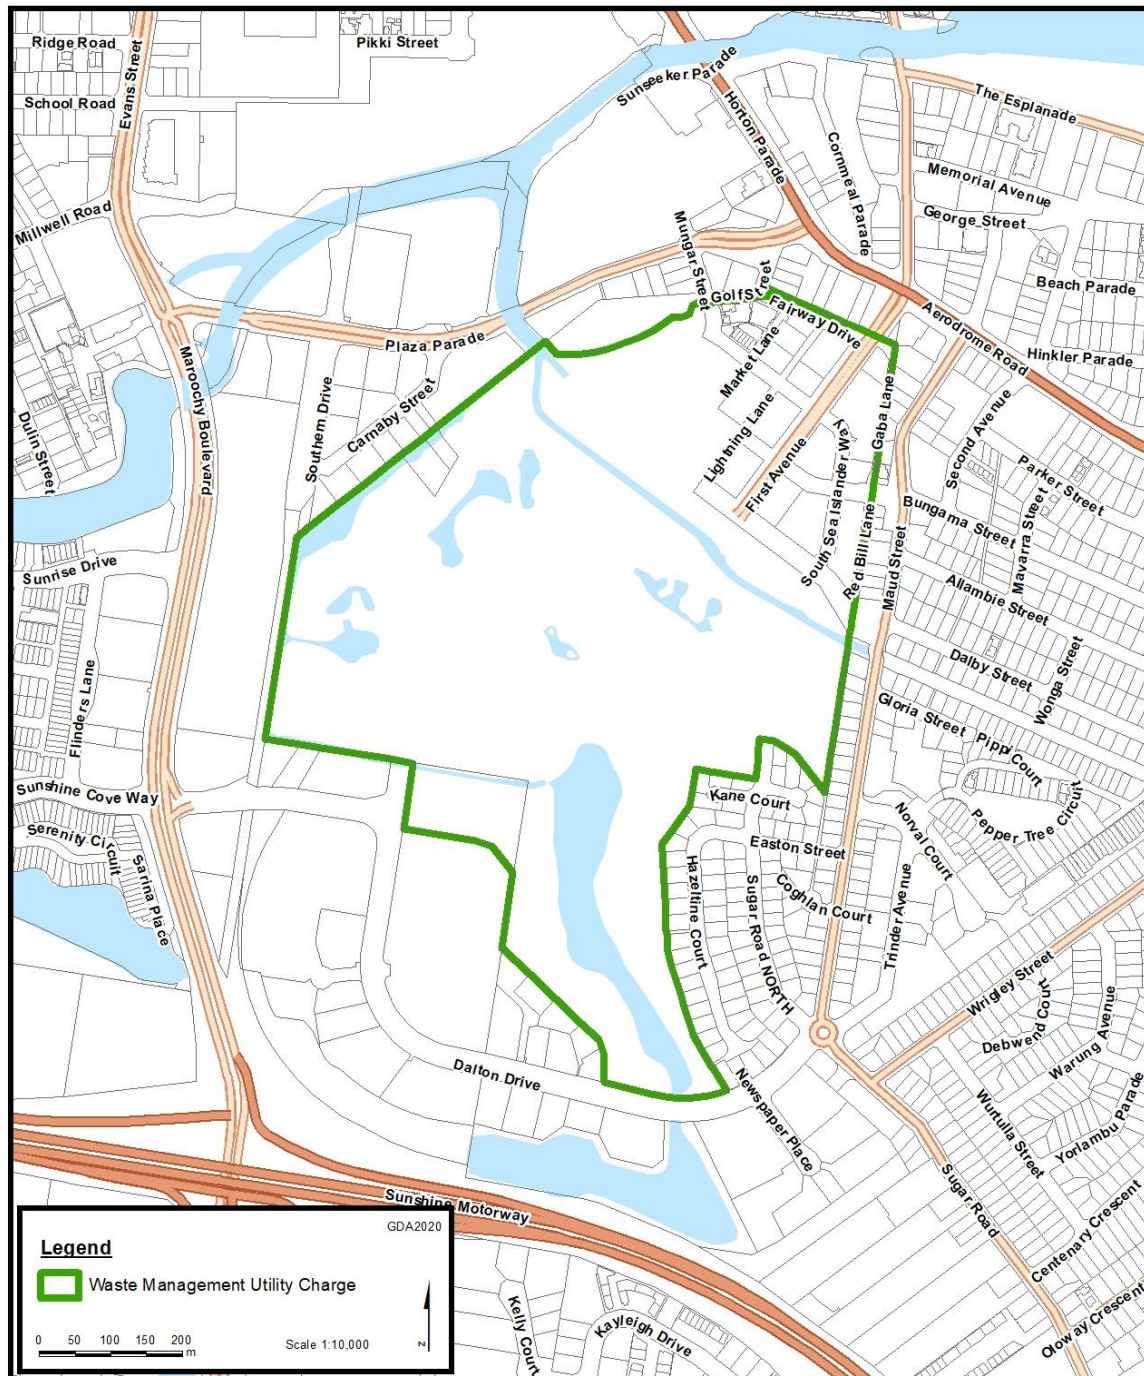 Ridge Road
Pikki Street
School Road
Evans Street
Sunseeker Parade
Horton Parade
The Esplanade
Cornmeal Parade
Memorial Avenue
George Street
Millwell Road
Mungar Street
Beach Parade
Golf Street
Fairway Drive
Aerodrome Road
Hinkler Parade
Plaza Parade
Market Lane
Gaba Lane
Maroochy Boulevard
Southern Drive
Carnaby Street
Lightning Lane
Second Avenue
Dulin Street
First Avenue
South Sea Islander Way
Parker Street
Bungama Street
Mavarra Street
Red Bill Lane
Maud Street
Sunrise Drive
Allambie Street
Dalby Street
Wonga Street
Flinders Lane
Gloria Street
Pippi Court
Sunshine Cove Way
Kane Court
Pepper Tree Circuit
Norval Court
Serenity Circuit
Sarina Place
Easton Street
Hazeltine Court
Sugar Road NORTH
Coghlan Court
Trinder Avenue
Wrigley Street
Debwend Court
Warung Avenue
Dalton Drive
Newspaper Place
Wurtulla Street
Yorlambu Parade
Sunshine Motorway
Sugar Road
Centenary Crescent
Oloway Crescent
Kelly Court
Kayleigh Drive
GDA2020
Legend
Waste Management Utility Charge
0 50 100 150 200
m
Scale 1:10,000
z